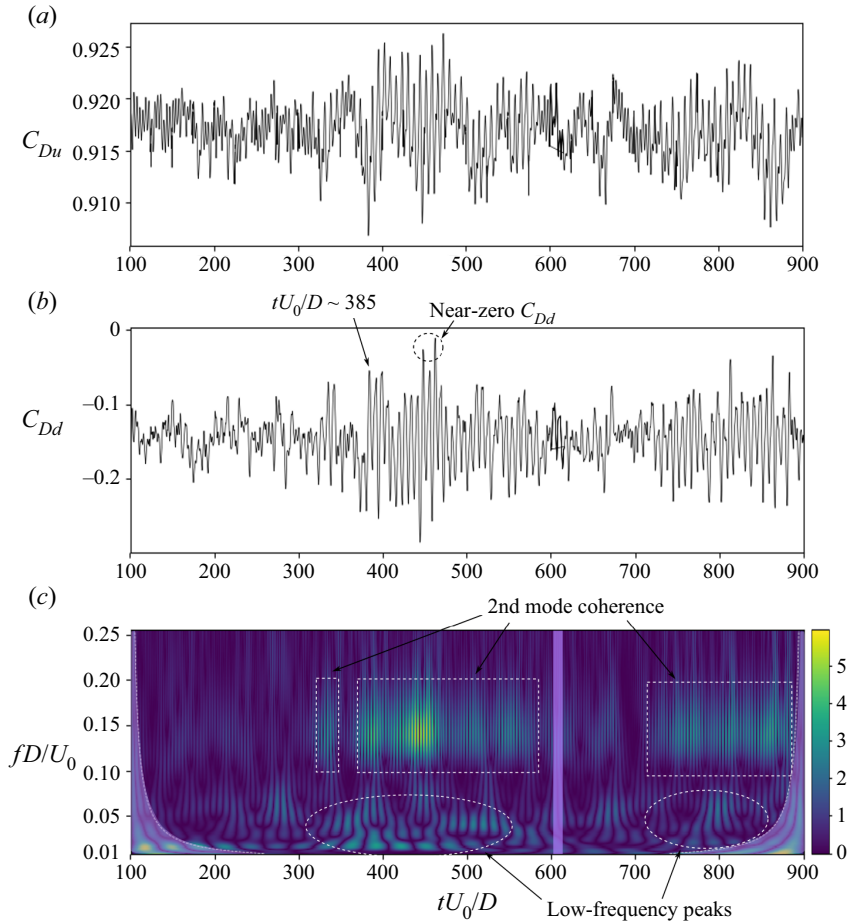 (a)
0.925
0.920
0.915
0.910
C_Du
100 200 300 400 500 600 700 800 900
(b)
tU_0/D ~ 385
Near-zero C_Dd
0
−0.1
−0.2
C_Dd
100 200 300 400 500 600 700 800 900
(c)
2nd mode coherence
0.25
0.20
0.15
0.10
0.05
0.01
fD/U_0
5
4
3
2
1
0
100 200 300 400 500 600 700 800 900
tU_0/D
Low-frequency peaks